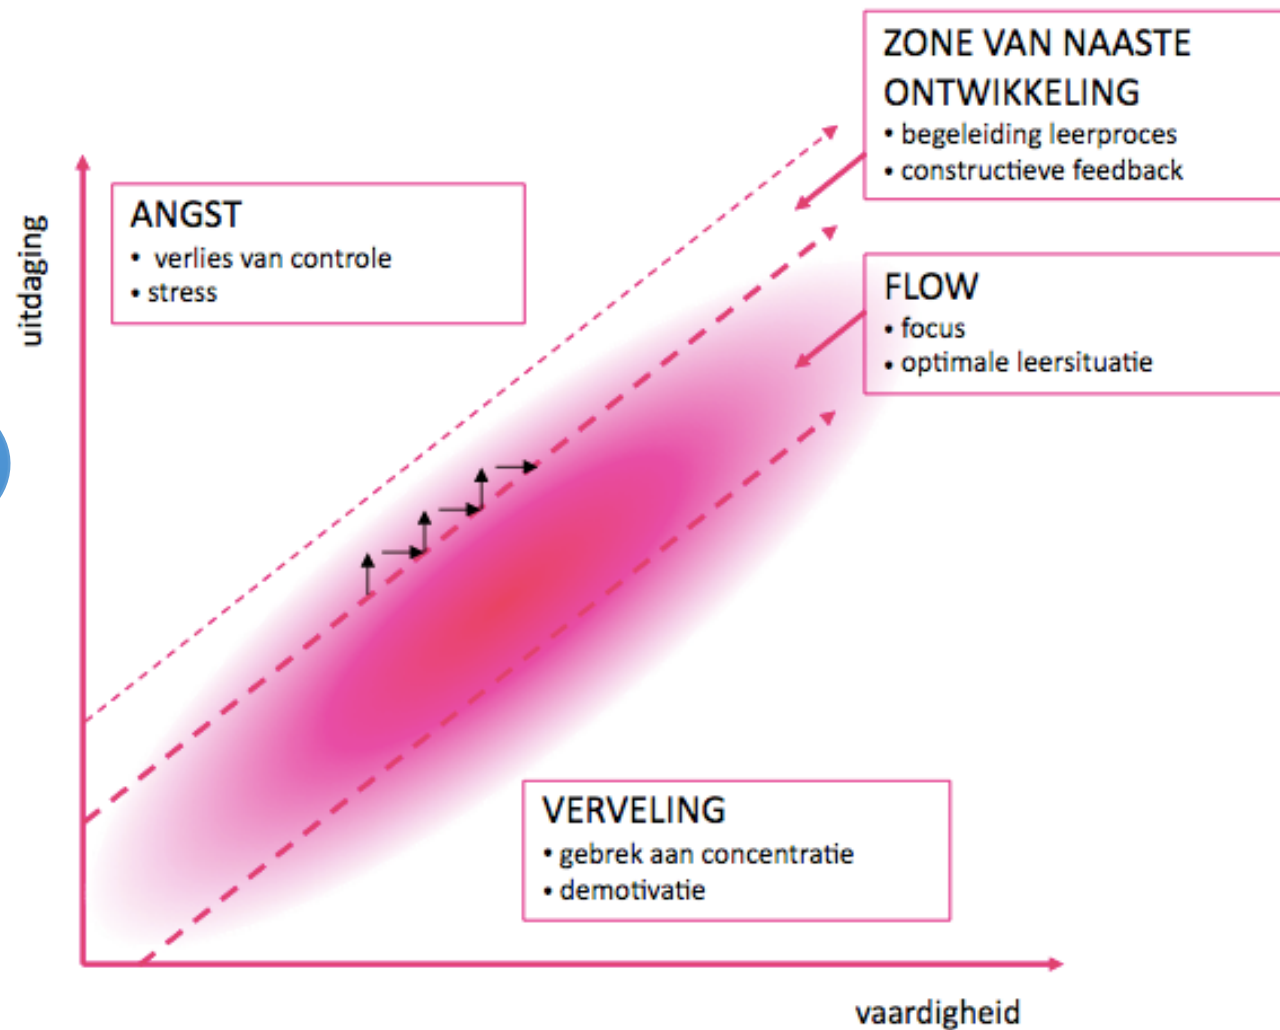 ZONE VAN NAASTE
ONTWIKKELING
• begeleiding leerproces
• constructieve feedback
ANGST
• verlies van controle
• stress
uitdaging
FLOW
• focus
• optimale leersituatie
VERVELING
• gebrek aan concentratie
• demotivatie
vaardigheid